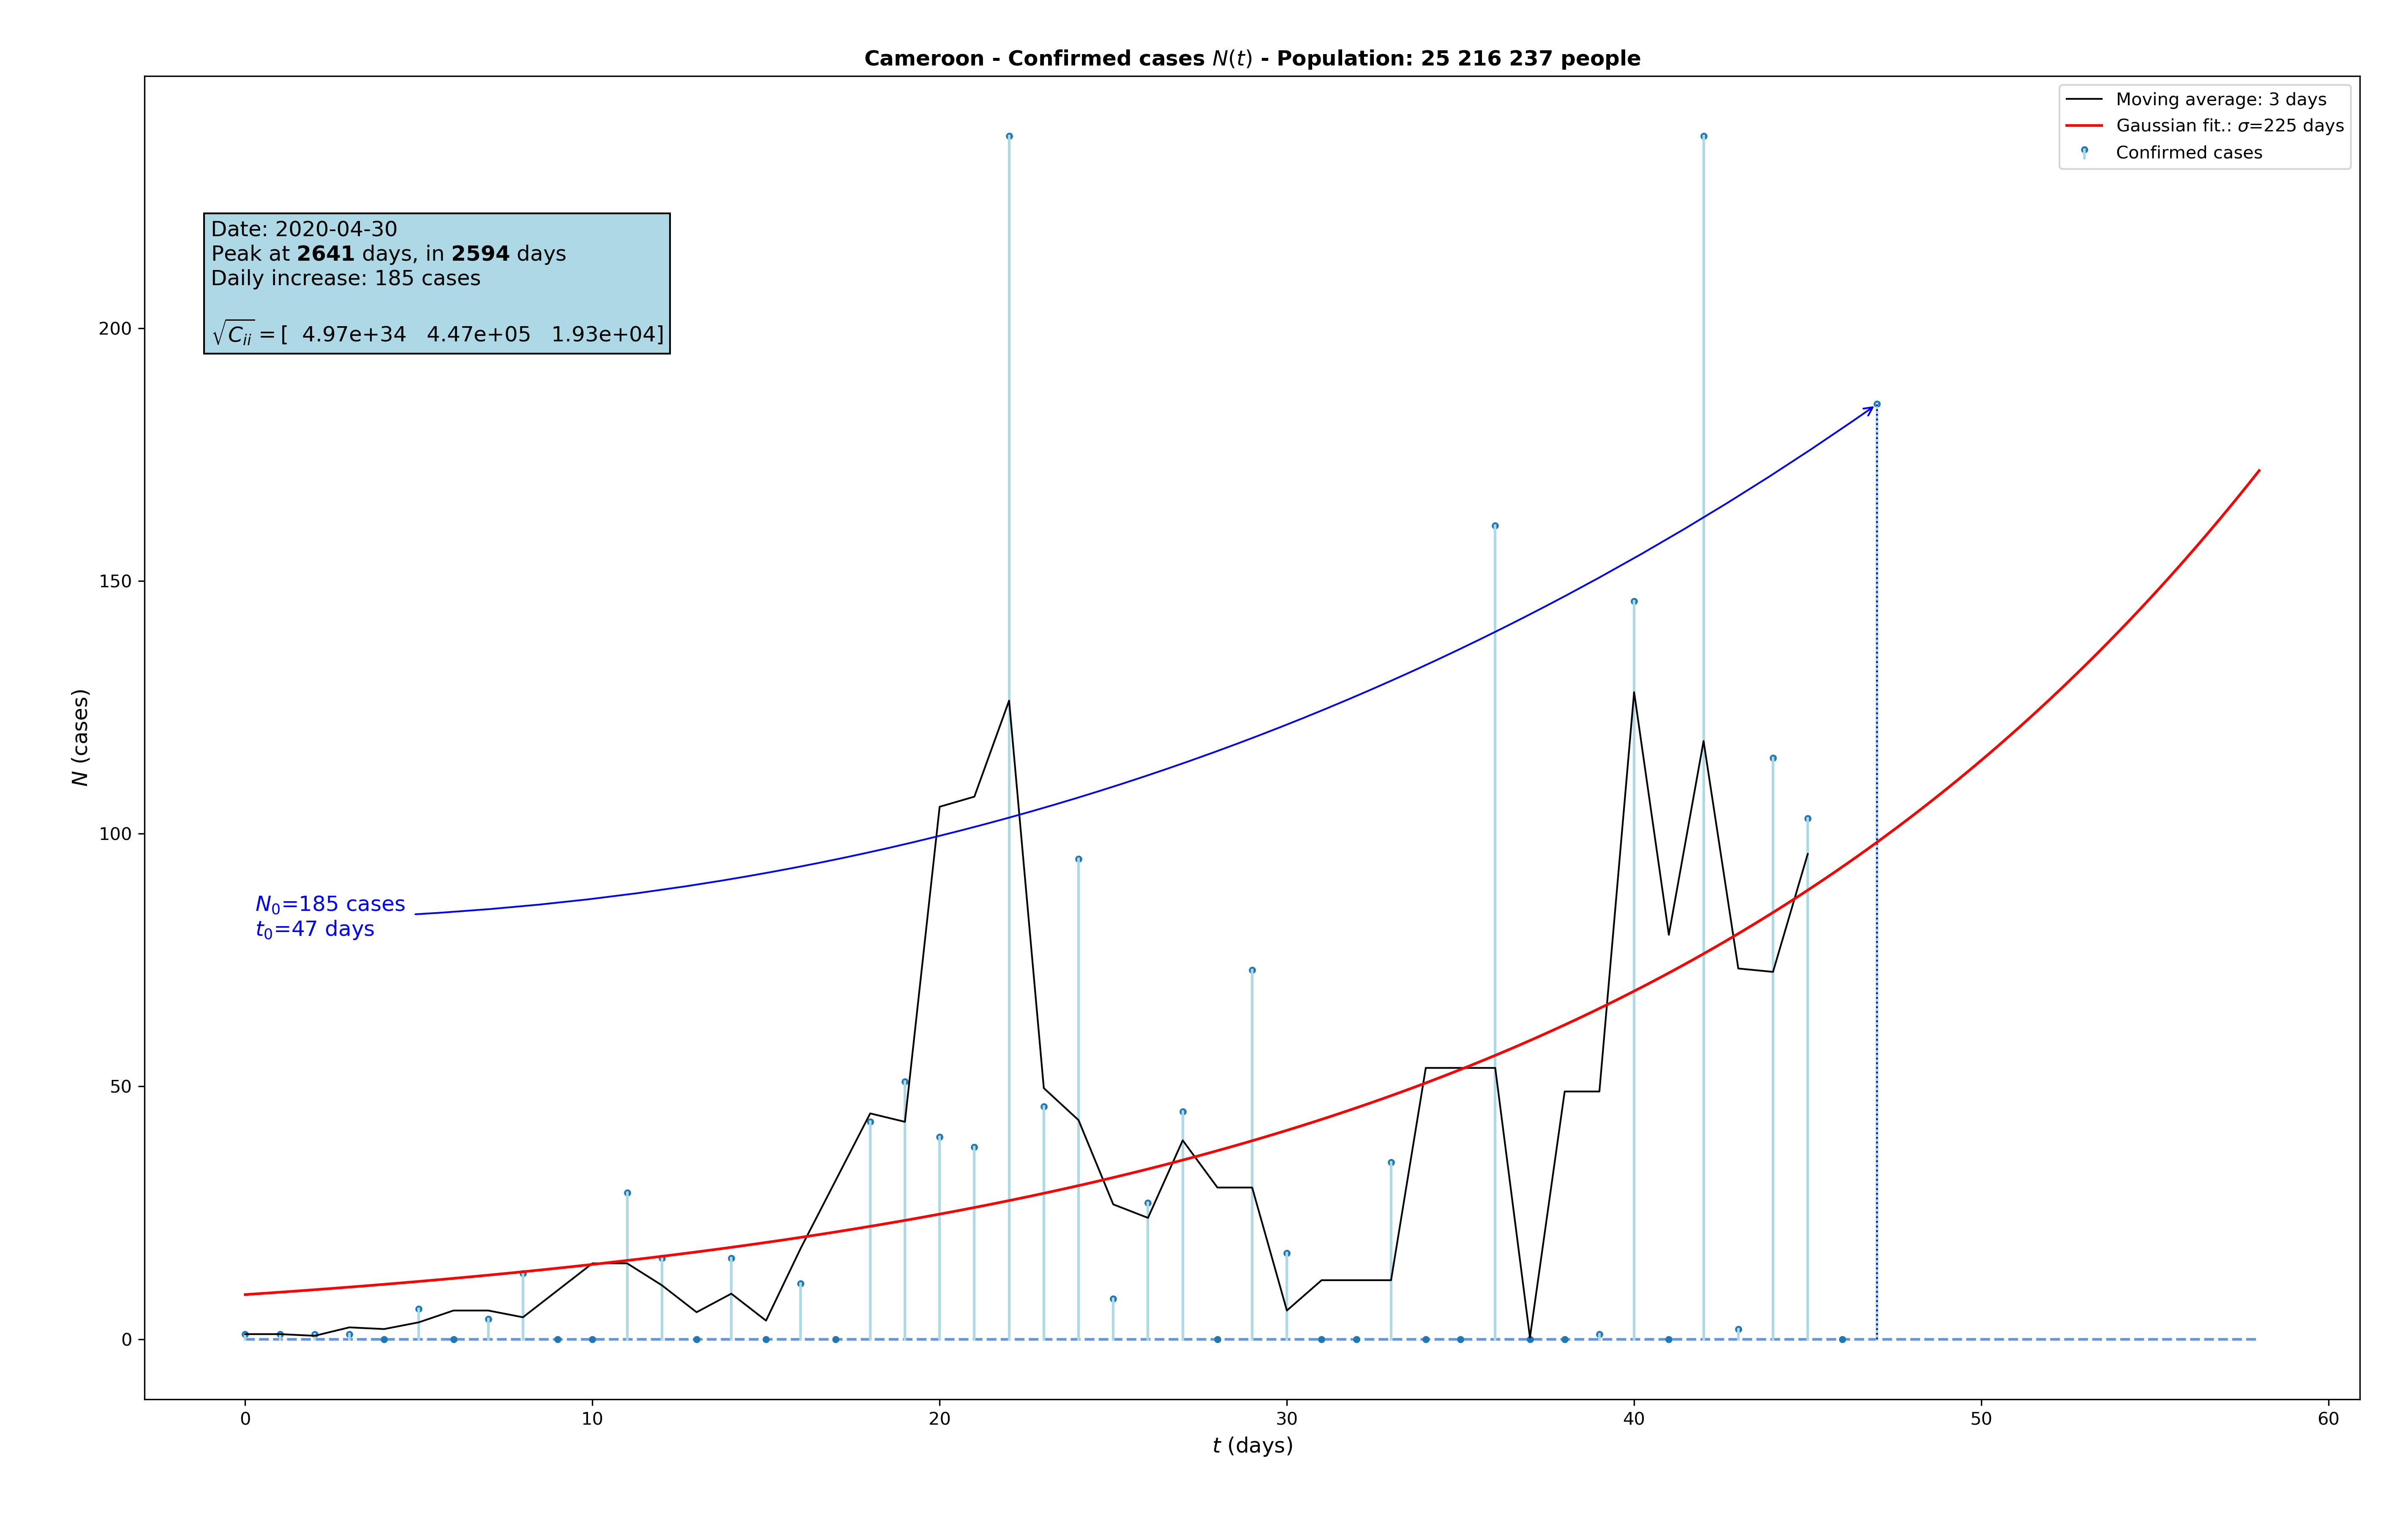 Cameroon - Confirmed cases N(t) - Population: 25 216 237 people
Moving average: 3 days
Gaussian fit.: σ=225 days
Confirmed cases
Date: 2020-04-30
Peak at 2641 days, in 2594 days
Daily increase: 185 cases
√Cᵢᵢ = [ 4.97e+34 4.47e+05 1.93e+04]
200
150
N (cases)
100
N₀=185 cases
t₀=47 days
50
0
0 10 20 30 40 50 60
t (days)